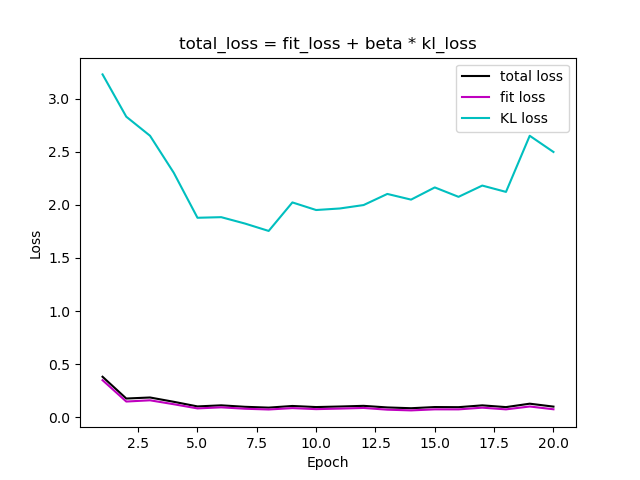 total_loss = fit_loss + beta * kl_loss
total loss
fit loss
KL loss
3.0
2.5
2.0
1.5
1.0
0.5
0.0
Loss
2.5 5.0 7.5 10.0 12.5 15.0 17.5 20.0
Epoch